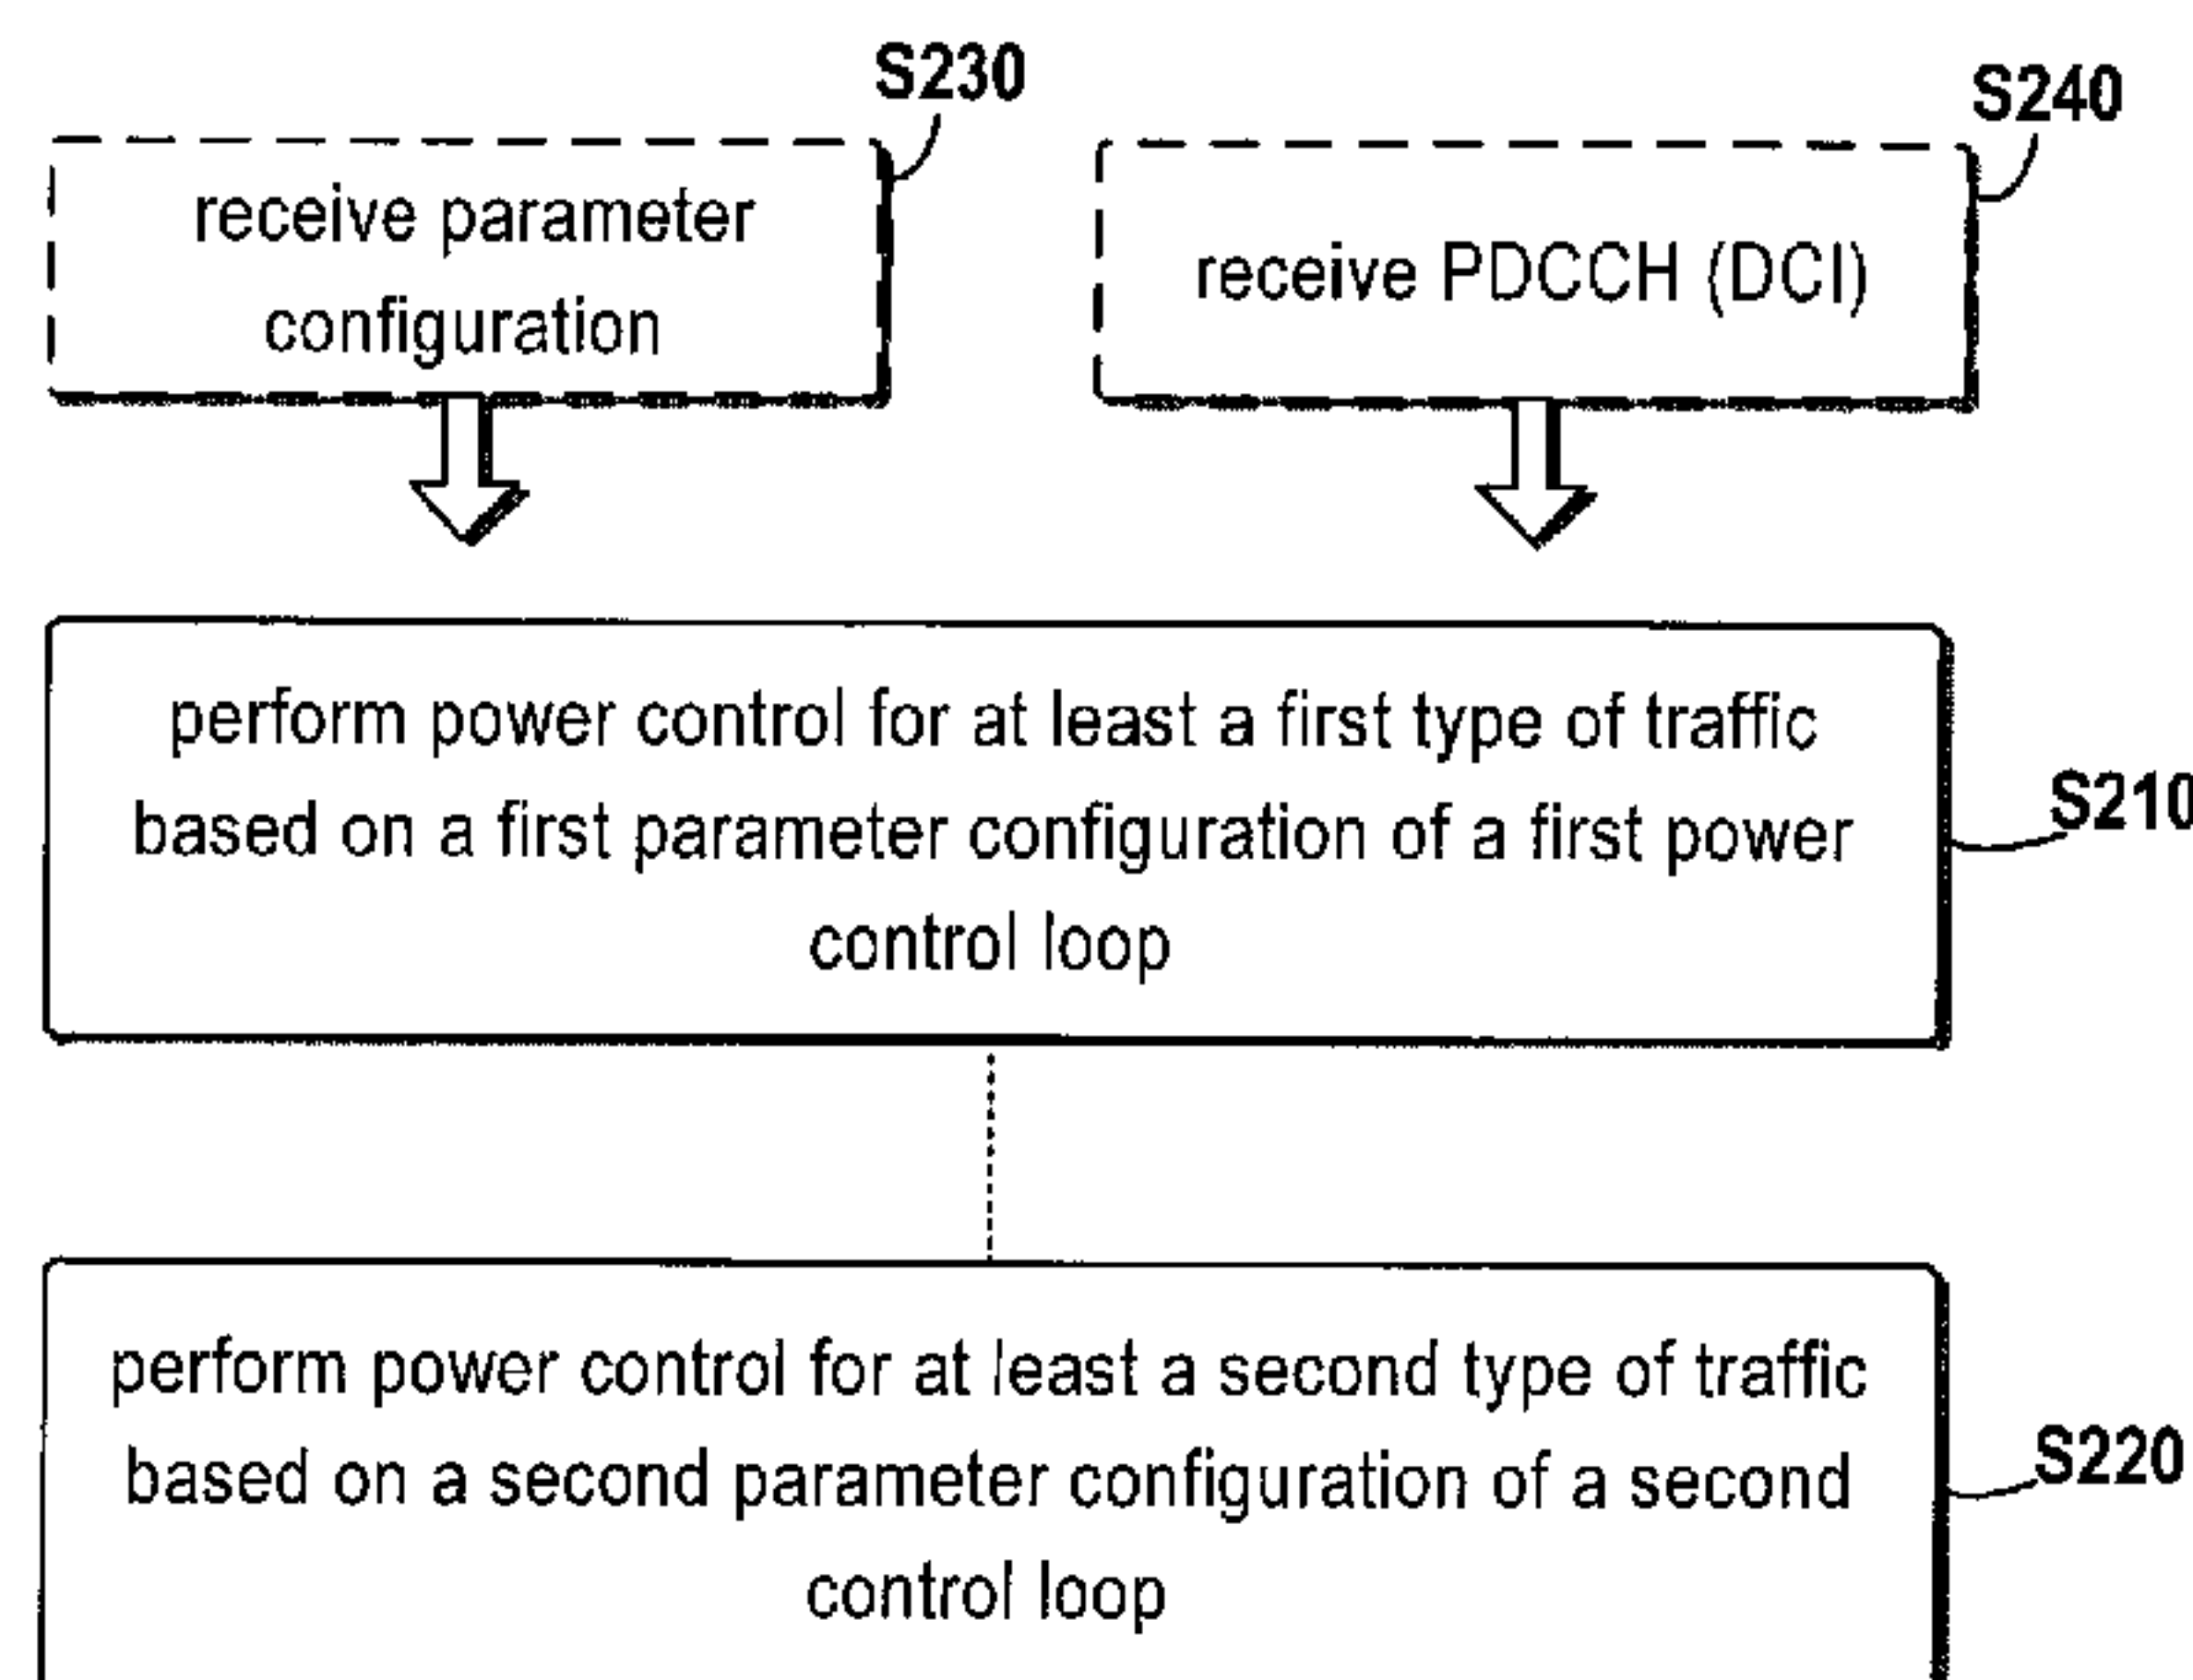 S230
S240
receive parameter
configuration
receive PDCCH (DCI)
perform power control for at least a first type of traffic
based on a first parameter configuration of a first power
control loop
S210
perform power control for at least a second type of traffic
based on a second parameter configuration of a second
control loop
S220